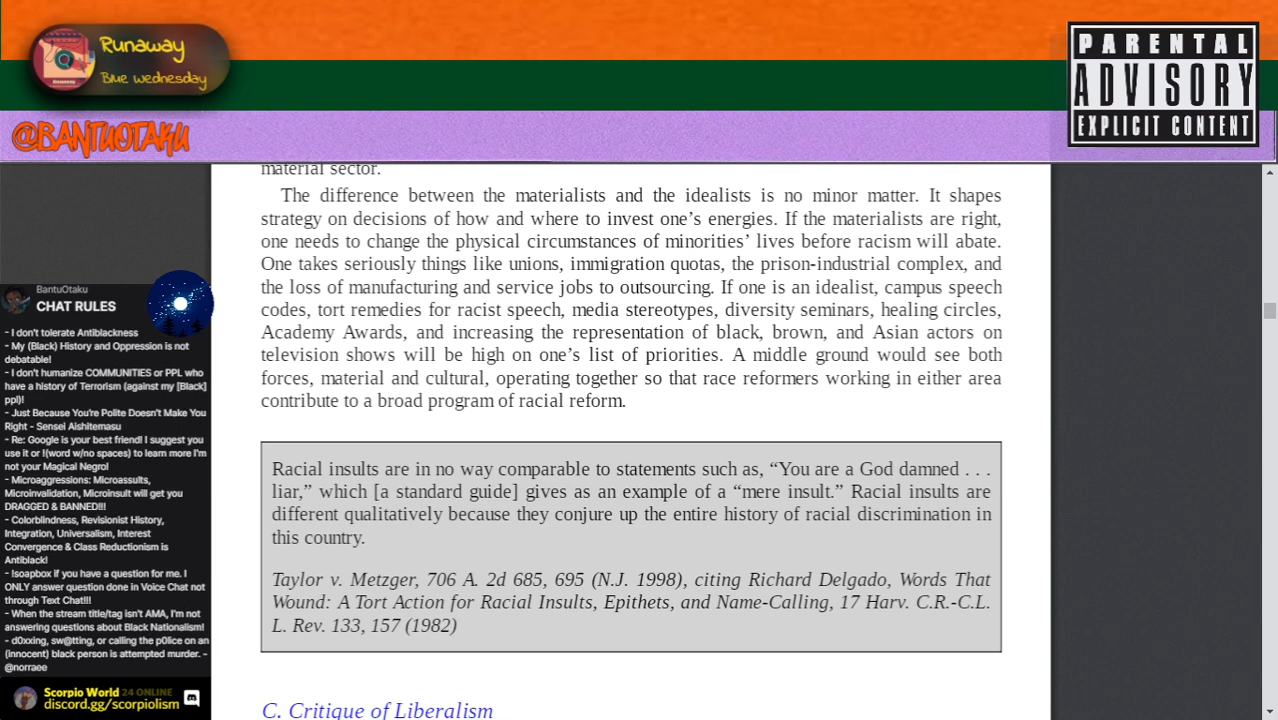 Runaway
Blue wednesday
PARENTAL
ADVISORY
EXPLICIT CONTENT
@BANTUOTAKU
material sector.
The difference between the materialists and the idealists is no minor matter. It shapes
strategy on decisions of how and where to invest one’s energies. If the materialists are right,
one needs to change the physical circumstances of minorities’ lives before racism will abate.
One takes seriously things like unions, immigration quotas, the prison-industrial complex, and
the loss of manufacturing and service jobs to outsourcing. If one is an idealist, campus speech
codes, tort remedies for racist speech, media stereotypes, diversity seminars, healing circles,
Academy Awards, and increasing the representation of black, brown, and Asian actors on
television shows will be high on one’s list of priorities. A middle ground would see both
forces, material and cultural, operating together so that race reformers working in either area
contribute to a broad program of racial reform.
Racial insults are in no way comparable to statements such as, “You are a God damned . . .
liar,” which [a standard guide] gives as an example of a “mere insult.” Racial insults are
different qualitatively because they conjure up the entire history of racial discrimination in
this country.
Taylor v. Metzger, 706 A. 2d 685, 695 (N.J. 1998), citing Richard Delgado, Words That
Wound: A Tort Action for Racial Insults, Epithets, and Name-Calling, 17 Harv. C.R.-C.L.
L. Rev. 133, 157 (1982)
C. Critique of Liberalism
BantuOtaku
CHAT RULES
- I don't tolerate Antiblackness
- My (Black) History and Oppression is not
debatable!
- I don't humanize COMMUNITIES or PPL who
have a history of Terrorism (against my [Black]
ppl)!
- Just Because You're Polite Doesn't Make You
Right - Sensei Aishitemasu
- Re: Google is your best friend! I suggest you
use it or !(word w/no spaces) to learn more I'm
not your Magical Negro!
- Microaggressions: Microassults,
Microinvalidation, Microinsult will get you
DRAGGED & BANNED!!!
- Colorblindness, Revisionist History,
Integration, Universalism, Interest
Convergence & Class Reductionism is
Antiblack!
- !soapbox if you have a question for me. I
ONLY answer question done in Voice Chat not
through Text Chat!!!
- When the stream title/tag isn't AMA, I'm not
answering questions about Black Nationalism!
- d0xxing, sw@tting, or calling the p0lice on an
(innocent) black person is attempted murder. -
@norraee
Scorpio World 24 ONLINE
discord.gg/scorpiolism